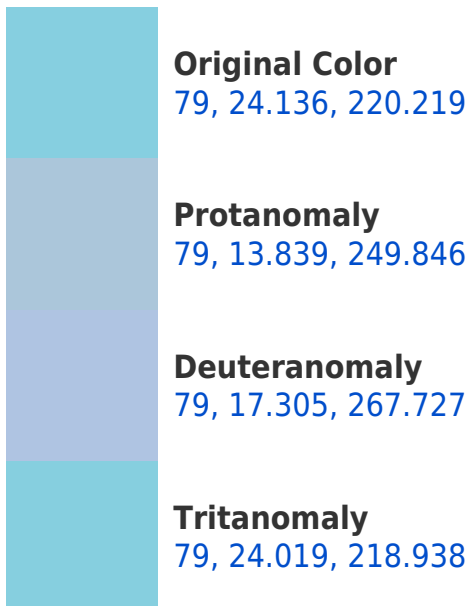 Original Color
79, 24.136, 220.219
Protanomaly
79, 13.839, 249.846
Deuteranomaly
79, 17.305, 267.727
Tritanomaly
79, 24.019, 218.938